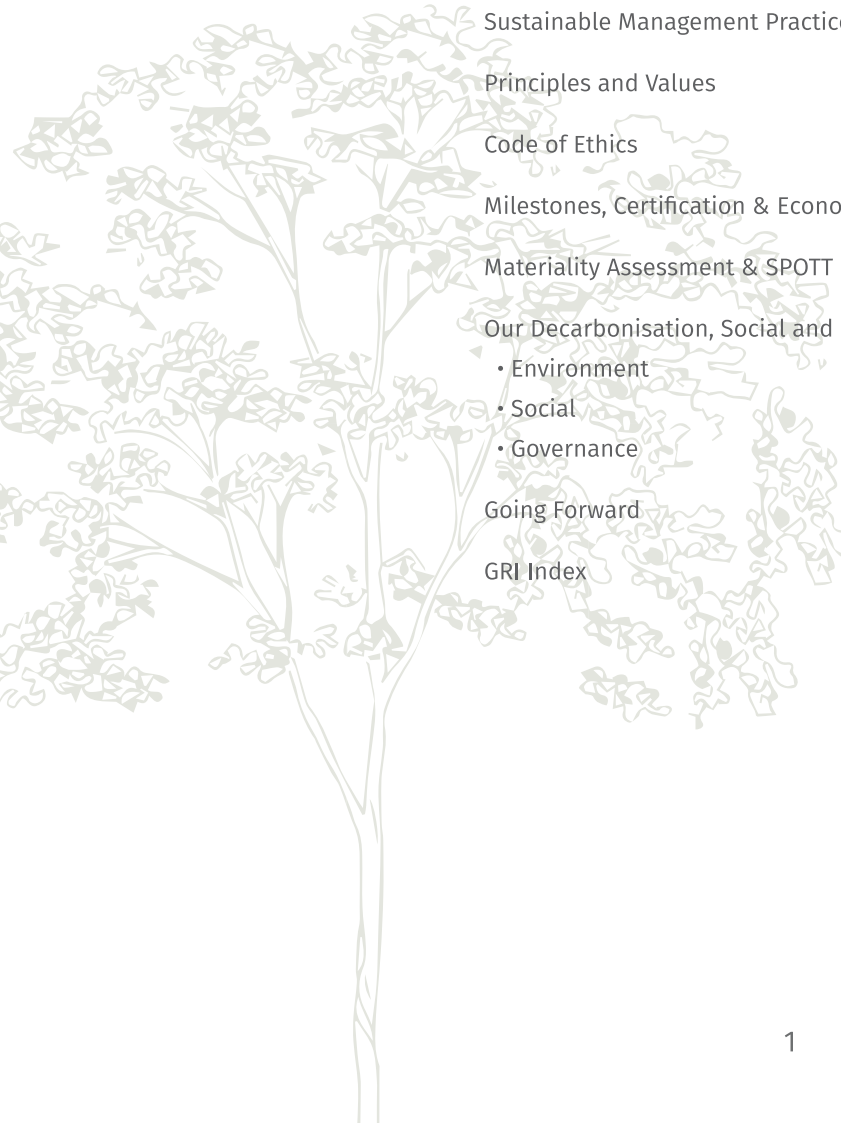 Sustainable Management Practic
Principles and Values
Code of Ethics
Milestones, Certification & Econo
Materiality Assessment & SPOTT
Our Decarbonisation, Social and
• Environment
• Social
• Governance
Going Forward
GRI Index
1